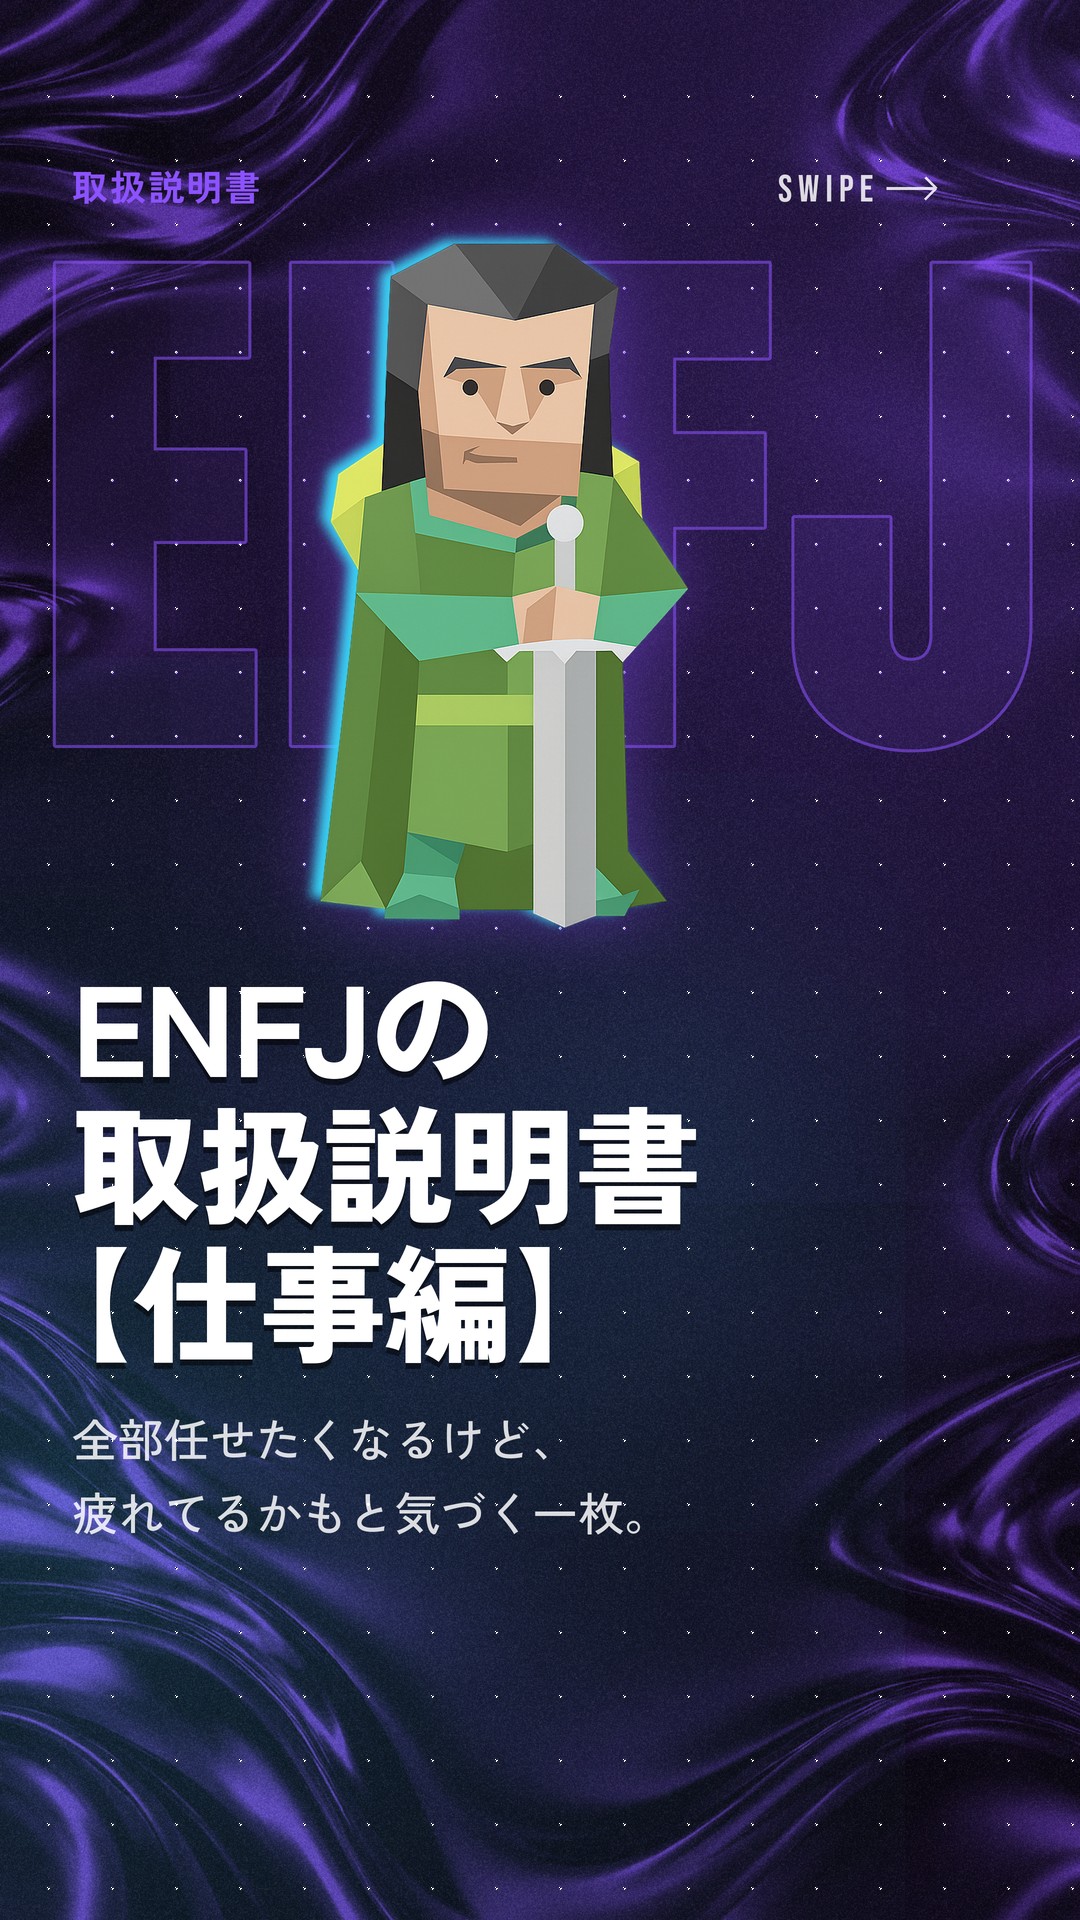 取扱説明書
SWIPE →
ENFJ
ENFJの
取扱説明書
【仕事編】
全部任せたくなるけど、
疲れてるかもと気づく一枚。